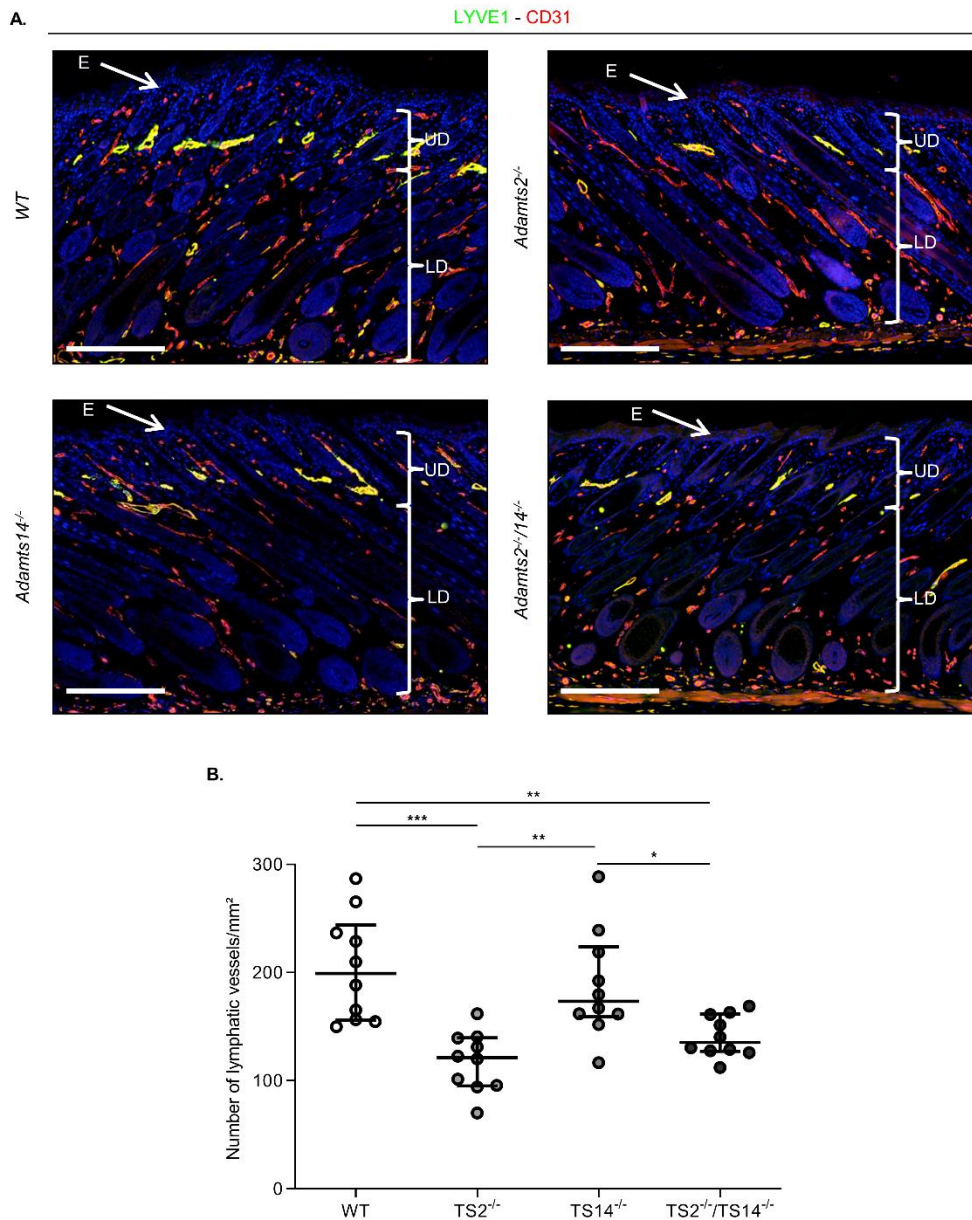 A.
LYVE1 - CD31
E
UD
LD
WT
E
UD
LD
Adamts2-/-
E
UD
LD
Adamts14-/-
E
UD
LD
Adamts2-/-/14-/-
B.
**
***
**
*
Number of lymphatic vessels/mm²
300
200
100
0
WT
TS2-/-
TS14-/-
TS2-/-/TS14-/-